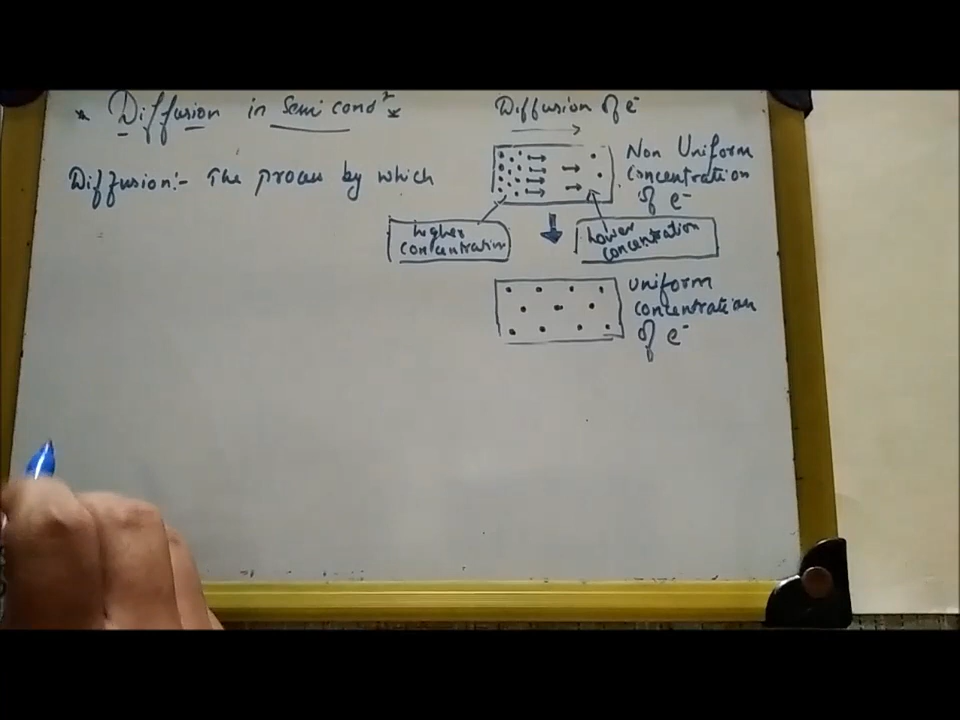 * Diffusion in Semicond^r *
Diffusion:- The process by which
Diffusion of e⁻
Non Uniform
concentration
of e⁻
higher
concentration
Lower
concentration
uniform
concentration
of e⁻